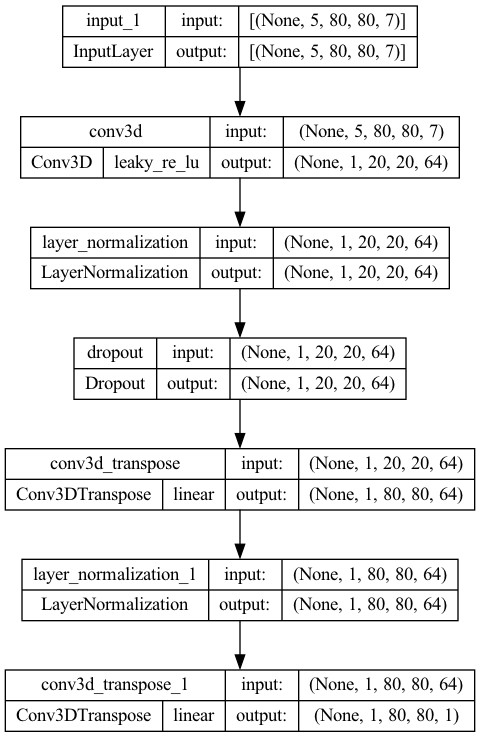 input_1 input: [(None, 5, 80, 80, 7)]
InputLayer output: [(None, 5, 80, 80, 7)]
conv3d input: (None, 5, 80, 80, 7)
Conv3D leaky_re_lu output: (None, 1, 20, 20, 64)
layer_normalization input: (None, 1, 20, 20, 64)
LayerNormalization output: (None, 1, 20, 20, 64)
dropout input: (None, 1, 20, 20, 64)
Dropout output: (None, 1, 20, 20, 64)
conv3d_transpose input: (None, 1, 20, 20, 64)
Conv3DTranspose linear output: (None, 1, 80, 80, 64)
layer_normalization_1 input: (None, 1, 80, 80, 64)
LayerNormalization output: (None, 1, 80, 80, 64)
conv3d_transpose_1 input: (None, 1, 80, 80, 64)
Conv3DTranspose linear output: (None, 1, 80, 80, 1)